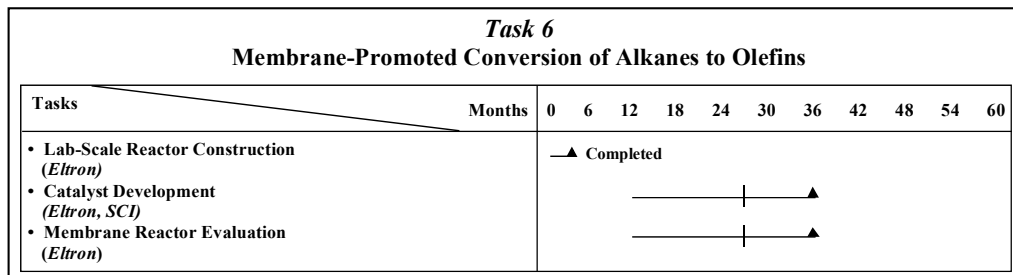 Task 6
Membrane-Promoted Conversion of Alkanes to Olefins
Tasks Months 0 6 12 18 24 30 36 42 48 54 60
• Lab-Scale Reactor Construction Completed
(Eltron)
• Catalyst Development
(Eltron, SCI)
• Membrane Reactor Evaluation
(Eltron)